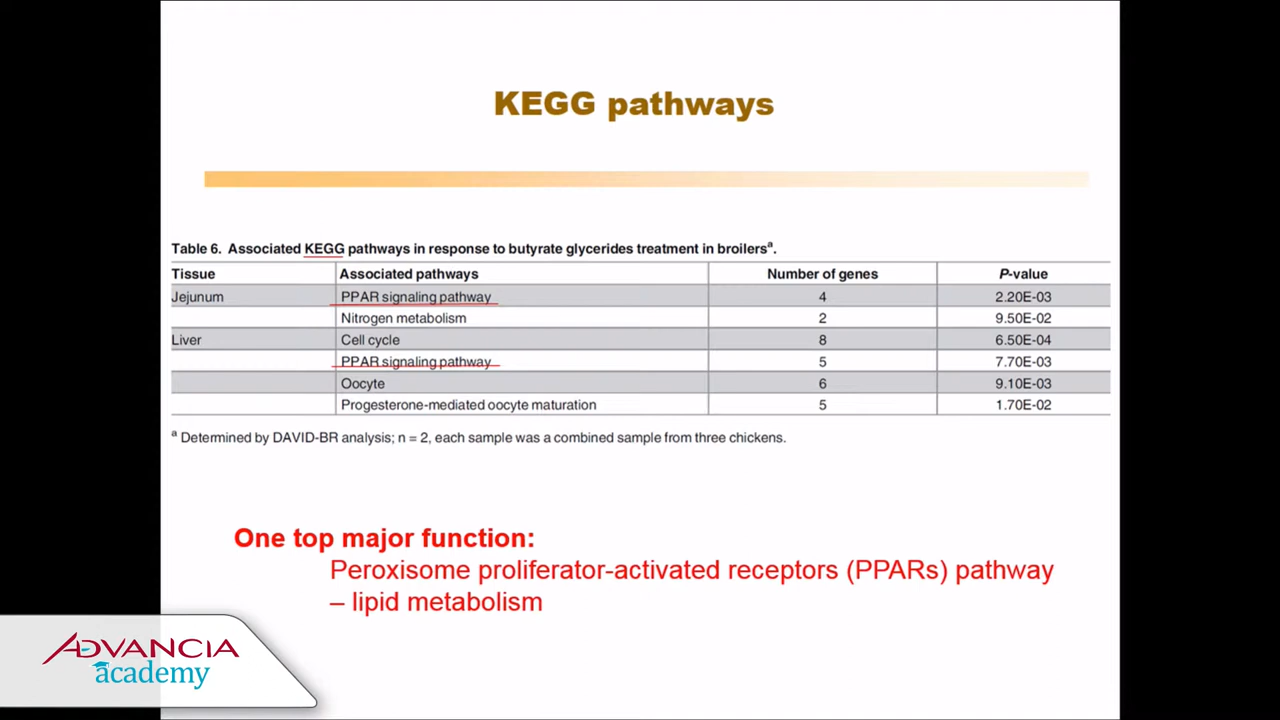 KEGG pathways
Table 6. Associated KEGG pathways in response to butyrate glycerides treatment in broilersa.
Tissue Associated pathways Number of genes P-value
Jejunum PPAR signaling pathway 4 2.20E-03
Nitrogen metabolism 2 9.50E-02
Liver Cell cycle 8 6.50E-04
PPAR signaling pathway 5 7.70E-03
Oocyte 6 9.10E-03
Progesterone-mediated oocyte maturation 5 1.70E-02
a Determined by DAVID-BR analysis; n = 2, each sample was a combined sample from three chickens.
One top major function:
Peroxisome proliferator-activated receptors (PPARs) pathway
– lipid metabolism
ADVANCIA
academy